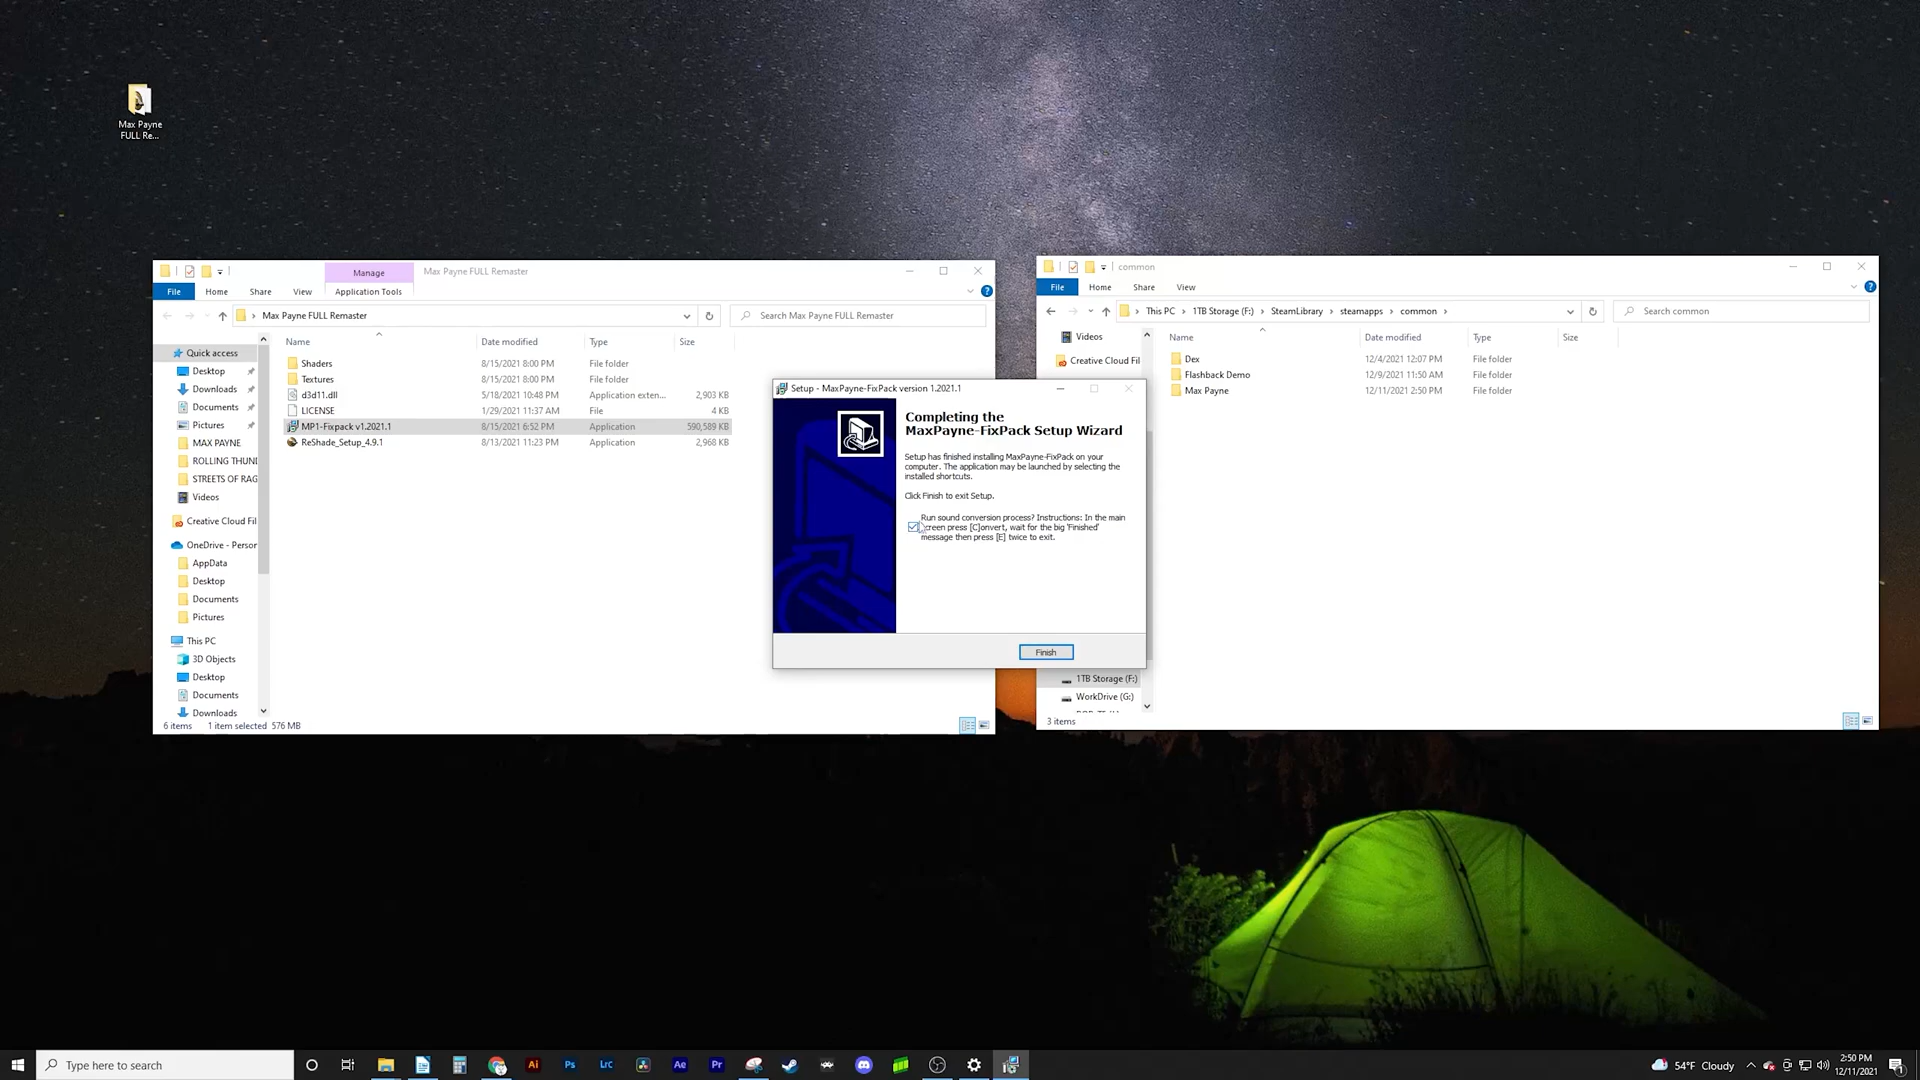 Max Payne
FULL Re...
Manage
Max Payne FULL Remaster
File
Home
Share
View
Application Tools
Max Payne FULL Remaster
Search Max Payne FULL Remaster
Name
Date modified
Type
Size
Quick access
Desktop
Downloads
Documents
Pictures
MAX PAYNE
ROLLING THUN
STREETS OF RAG
Videos
Creative Cloud Fil
OneDrive - Person
AppData
Desktop
Documents
Pictures
This PC
3D Objects
Desktop
Documents
Downloads
Shaders 8/15/2021 8:00 PM File folder
Textures 8/15/2021 8:00 PM File folder
d3d11.dll 5/18/2021 10:48 PM Application exten... 2,903 KB
LICENSE 1/29/2021 11:37 AM File 4 KB
MP1-Fixpack v1.2021.1 8/15/2021 6:52 PM Application 590,589 KB
ReShade_Setup_4.9.1 8/13/2021 11:23 PM Application 2,968 KB
6 items 1 item selected 576 MB
Setup - MaxPayne-FixPack version 1.2021.1
Completing the
MaxPayne-FixPack Setup Wizard
Setup has finished installing MaxPayne-FixPack on your
computer. The application may be launched by selecting the
installed shortcuts.
Click Finish to exit Setup.
Run sound conversion process? Instructions: In the main
screen press [C]onvert, wait for the big 'Finished'
message then press [E] twice to exit.
Finish
common
File
Home
Share
View
This PC > 1TB Storage (F:) > SteamLibrary > steamapps > common >
Search common
Name
Date modified
Type
Size
Videos
Creative Cloud Fil
1TB Storage (F:)
WorkDrive (G:)
Dex 12/4/2021 12:07 PM File folder
Flashback Demo 12/9/2021 11:50 AM File folder
Max Payne 12/11/2021 2:50 PM File folder
3 items
Type here to search
Ai
Ps
LrC
Ae
Pr
54°F Cloudy
2:50 PM
12/11/2021
1